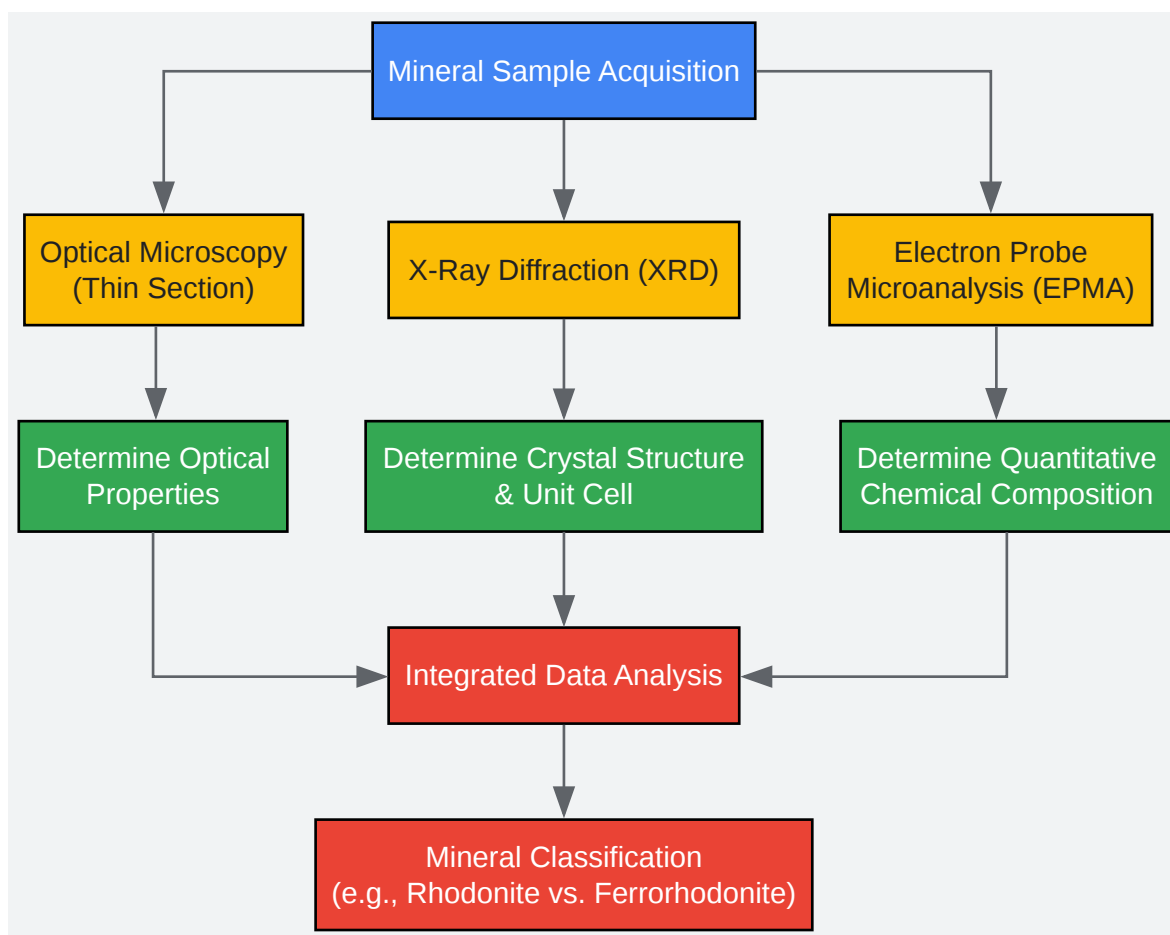 Mineral Sample Acquisition
Optical Microscopy
(Thin Section)
X-Ray Diffraction (XRD)
Electron Probe
Microanalysis (EPMA)
Determine Optical
Properties
Determine Crystal Structure
& Unit Cell
Determine Quantitative
Chemical Composition
Integrated Data Analysis
Mineral Classification
(e.g., Rhodonite vs. Ferrorhodonite)